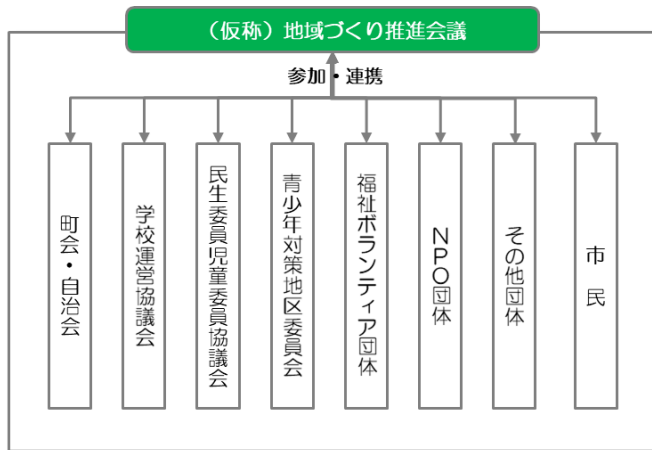 （仮称）地域づくり推進会議
参加・連携
町会・自治会
学校運営協議会
民生委員児童委員協議会
青少年対策地区委員会
福祉ボランティア団体
NPO団体
その他団体
市民